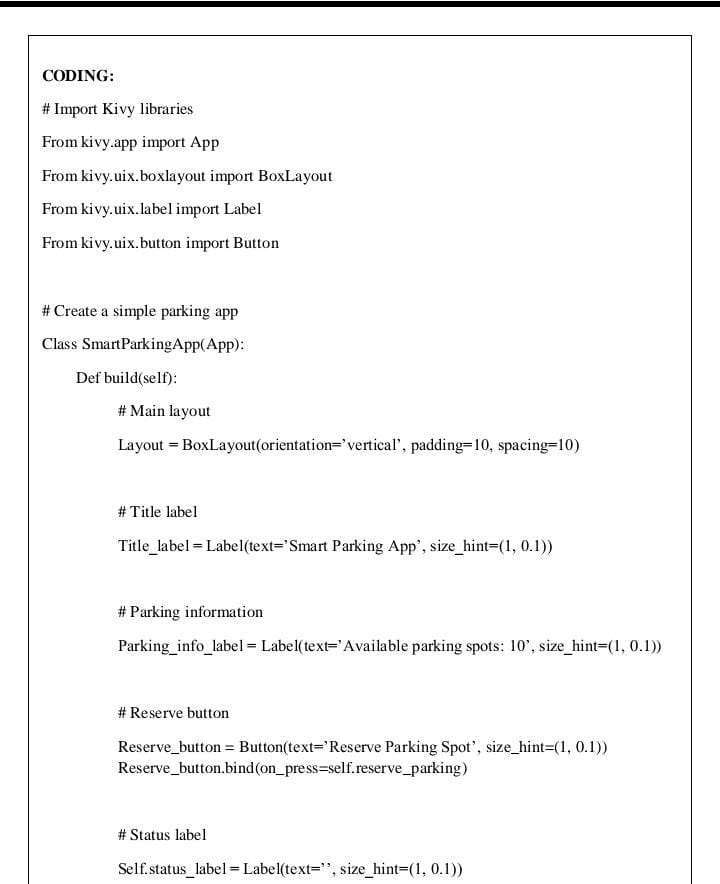 CODING:
# Import Kivy libraries
From kivy.app import App
From kivy.uix.boxlayout import BoxLayout
From kivy.uix.label import Label
From kivy.uix.button import Button
# Create a simple parking app
Class SmartParkingApp(App):
Def build(self):
# Main layout
Layout = BoxLayout(orientation=’vertical’, padding=10, spacing=10)
# Title label
Title_label = Label(text=’Smart Parking App’, size_hint=(1, 0.1))
# Parking information
Parking_info_label = Label(text=’Available parking spots: 10’, size_hint=(1, 0.1))
# Reserve button
Reserve_button = Button(text=’Reserve Parking Spot’, size_hint=(1, 0.1))
Reserve_button.bind(on_press=self.reserve_parking)
# Status label
Self.status_label = Label(text=’’, size_hint=(1, 0.1))